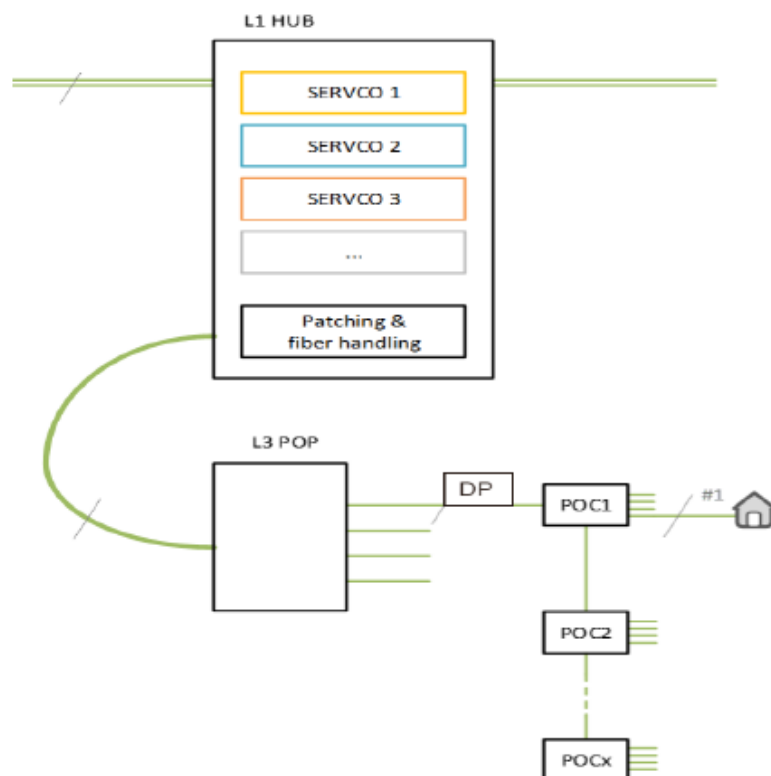 L1 HUB
SERVCO 1
SERVCO 2
SERVCO 3
...
Patching &
fiber handling
L3 POP
DP
POC1
#1
POC2
POCx